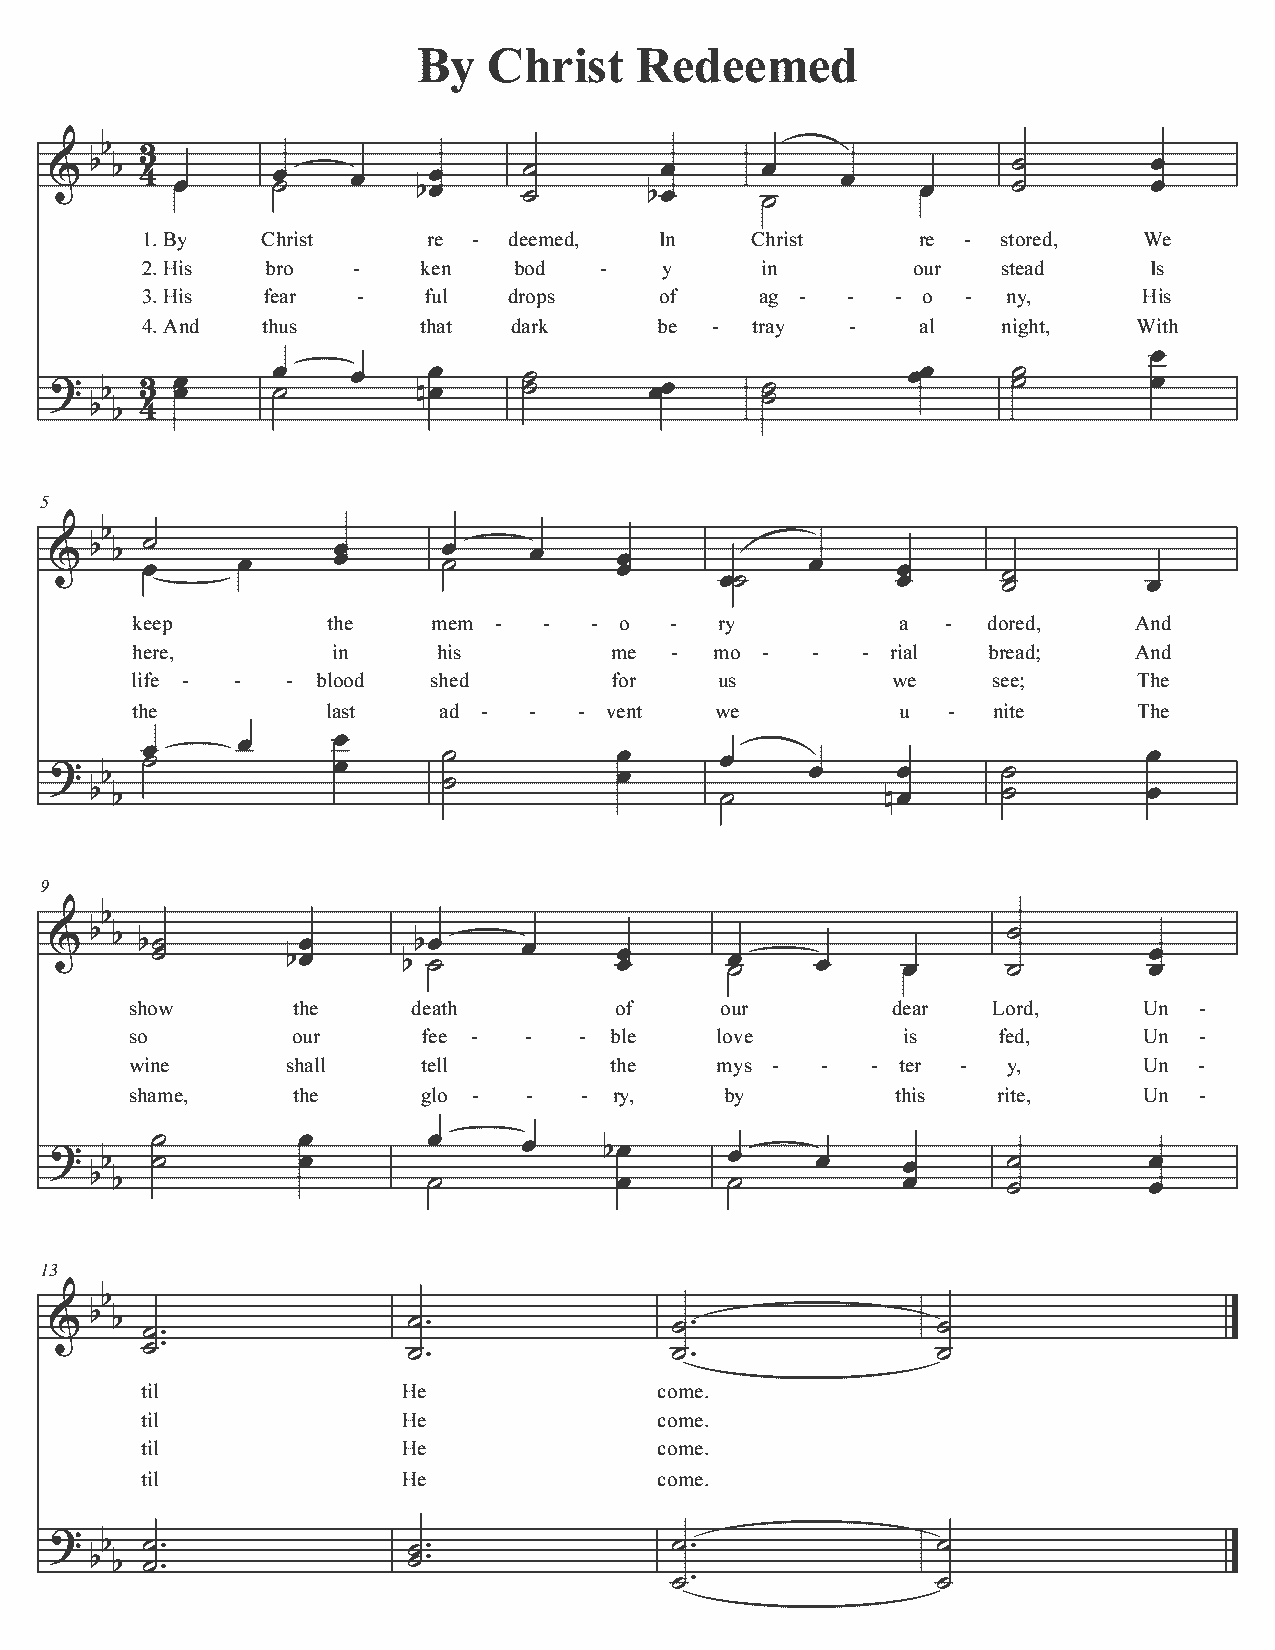 By Christ Redeemed
3
4
1. By Christ re - deemed, In Christ re - stored, We
2. His bro - ken bod - y in our stead Is
3. His fear - ful drops of ag - - - o - ny, His
4. And thus that dark be - tray - al night, With
3
4
5
keep the mem - - - o - ry a - dored, And
here, in his me - mo - - - rial bread; And
life - - - blood shed for us we see; The
the last ad - - - vent we u - nite The
9
show the death of our dear Lord, Un -
so our fee - - - ble love is fed, Un -
wine shall tell the mys - - - ter - y, Un -
shame, the glo - - - ry, by this rite, Un -
13
til He come.
til He come.
til He come.
til He come.